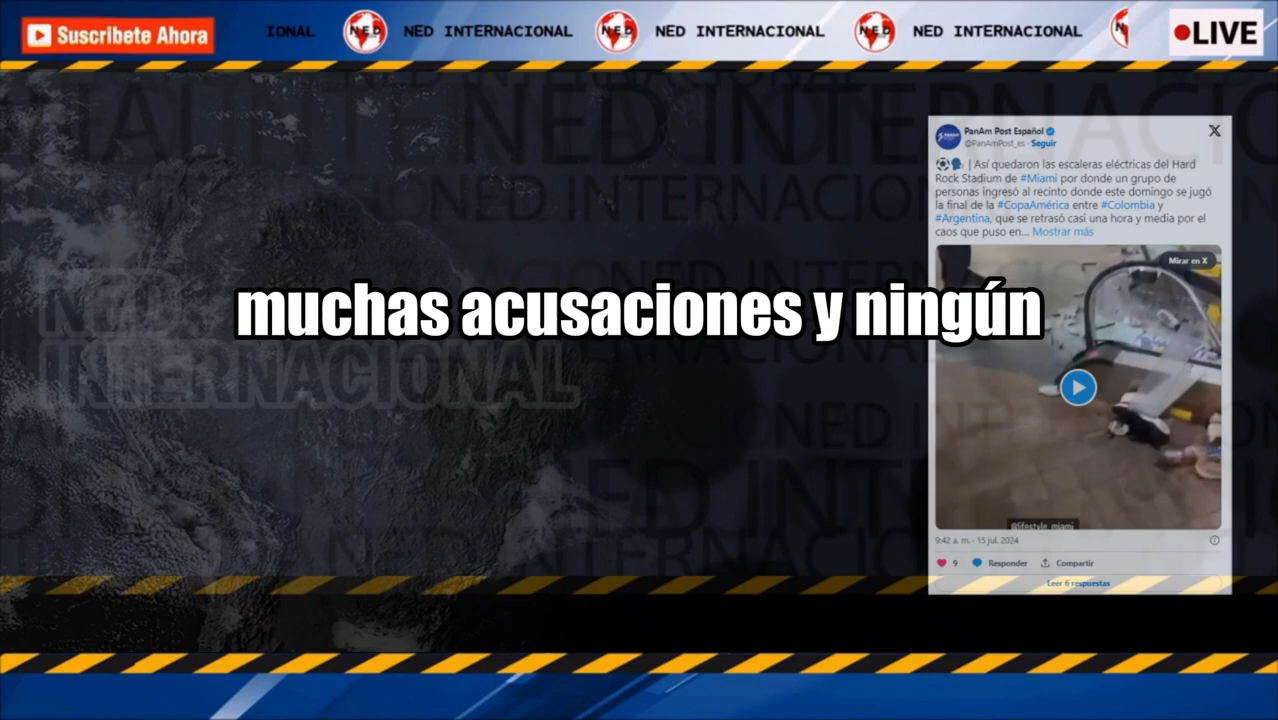 Suscribete Ahora
IONAL NED NED INTERNACIONAL NED NED INTERNACIONAL NED NED INTERNACIONAL
LIVE
PanAm Post Español
@PanAmPost_es · Seguir
| Así quedaron las escaleras eléctricas del Hard
Rock Stadium de #Miami por donde un grupo de
personas ingresó al recinto donde este domingo se jugó
la final de la #CopaAmérica entre #Colombia y
#Argentina, que se retrasó casi una hora y media por el
caos que puso en... Mostrar más
Mirar en X
muchas acusaciones y ningún
NED
INTERNACIONAL
@lifestyle_miami
9:42 a. m. · 15 jul. 2024
9 Responder Compartir
Leer 6 respuestas